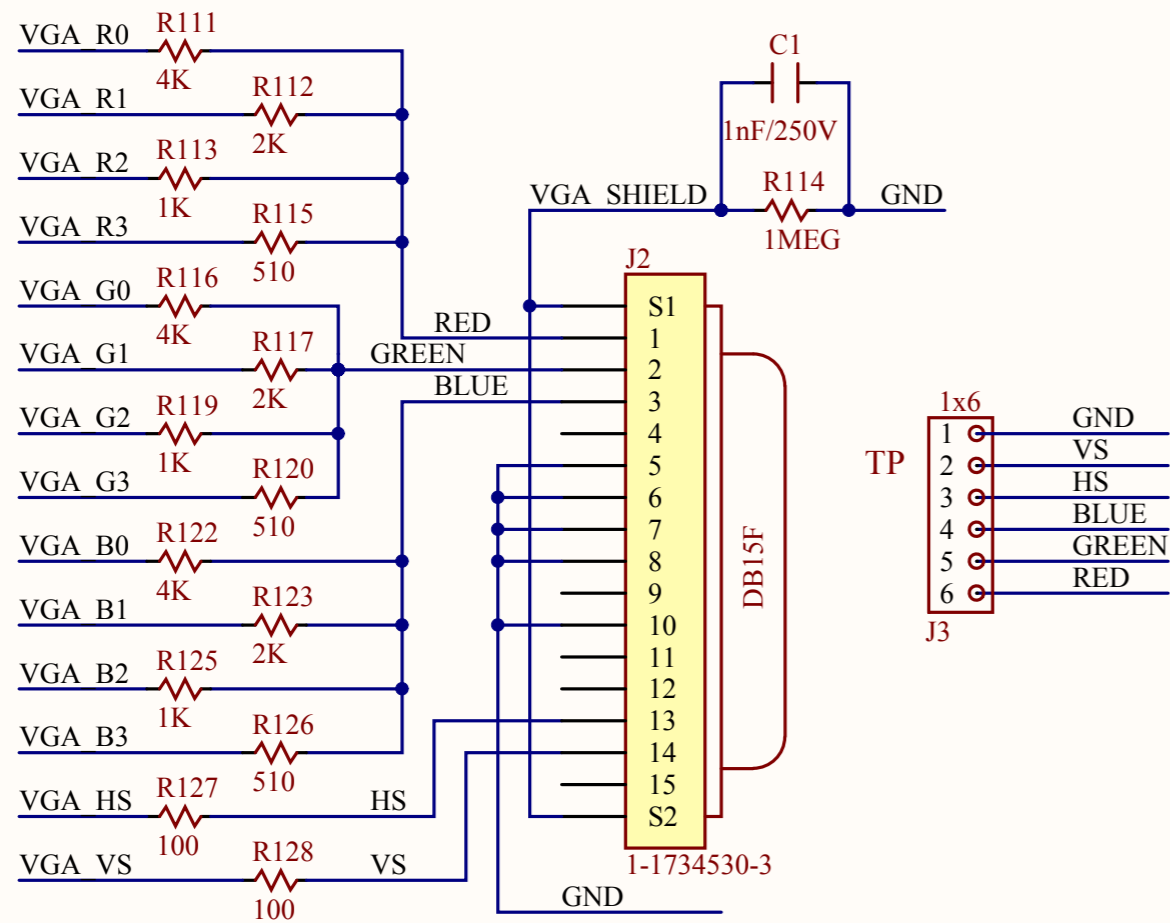 VGA_R0
R111
4K
VGA_R1
R112
2K
VGA_R2
R113
1K
VGA_R3
R115
510
VGA_G0
R116
4K
VGA_G1
R117
2K
VGA_G2
R119
1K
VGA_G3
R120
510
VGA_B0
R122
4K
VGA_B1
R123
2K
VGA_B2
R125
1K
VGA_B3
R126
510
VGA_HS
R127
100
HS
VGA_VS
R128
100
VS
RED
GREEN
BLUE
C1
1nF/250V
VGA_SHIELD
R114
1MEG
GND
J2
S1
1
2
3
4
5
6
7
8
9
10
11
12
13
14
15
S2
DB15F
1-1734530-3
GND
1x6
TP
1 GND
2 VS
3 HS
4 BLUE
5 GREEN
6 RED
J3